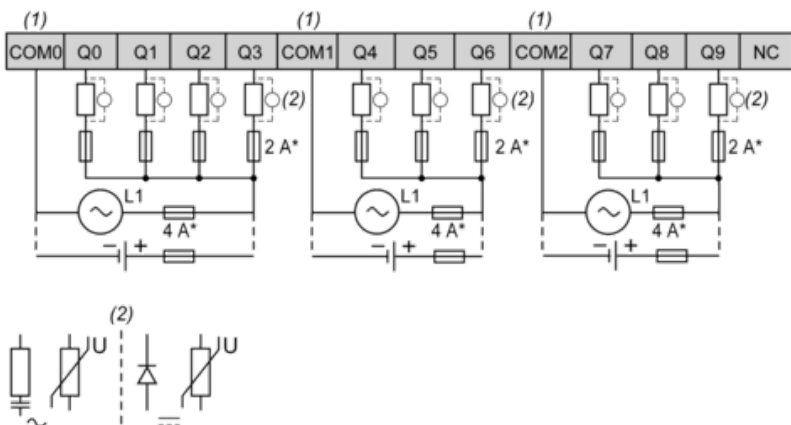 (1) (1) (1)
COM0 Q0 Q1 Q2 Q3 COM1 Q4 Q5 Q6 COM2 Q7 Q8 Q9 NC
(2) (2) (2)
2 A* 2 A* 2 A*
L1 L1 L1
4 A* 4 A* 4 A*
− + − + − +
(2)
U U